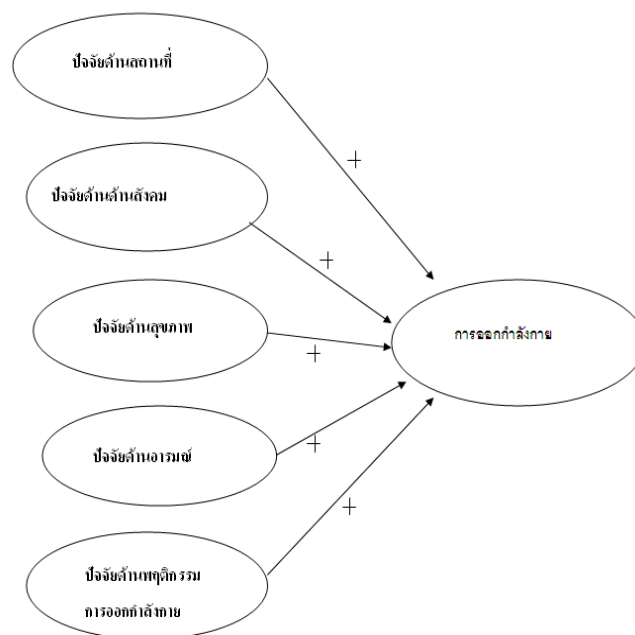 ปัจจัยด้านสถานที่
+
ปัจจัยด้านด้านสังคม
+
ปัจจัยด้านสุขภาพ
+
การออกกำลังกาย
ปัจจัยด้านอารมณ์
+
ปัจจัยด้านพฤติกรรม
การออกกำลังกาย
+